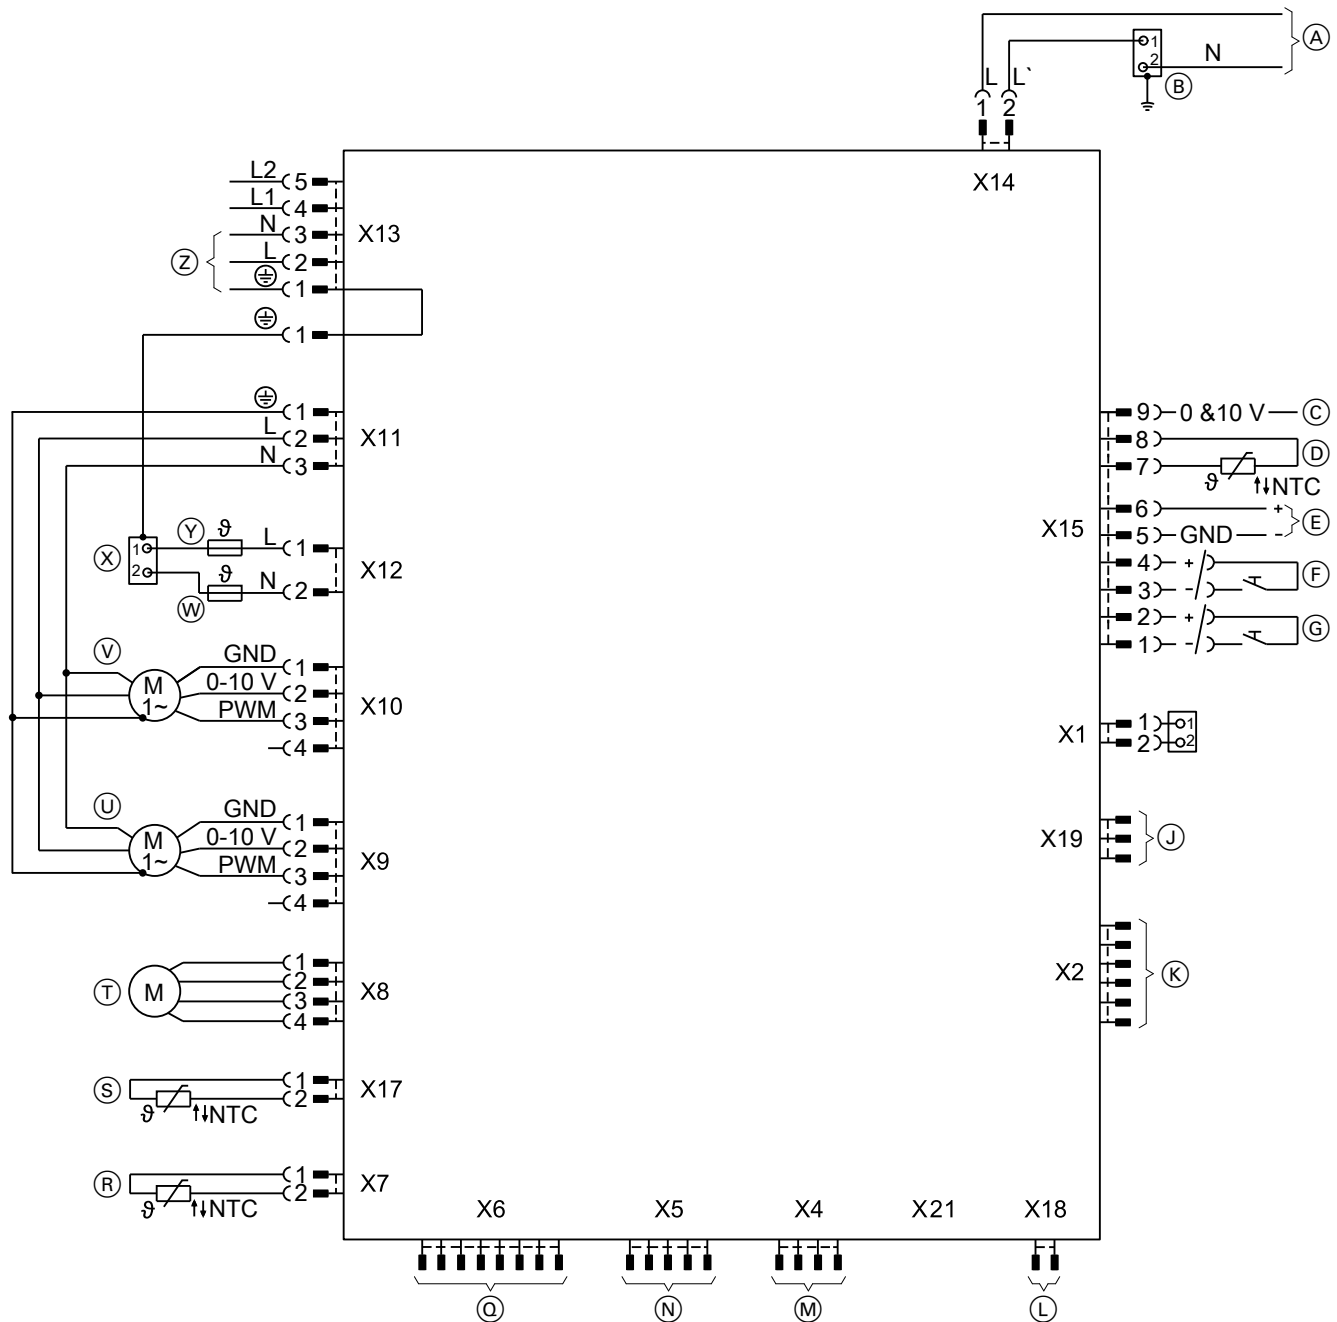 A
1
2
N
B
L
L`
1
2
X14
L2
5
L1
4
N
3
X13
L
2
Z
1
1
1
L
2
X11
N
3
9
0 &10 V
C
8
D
7
ϑ
NTC
6
+
X15
E
5
GND
-
4
+
F
3
-
2
+
G
1
-
Y
ϑ
L
1
X
1
2
X12
ϑ
N
2
W
V
GND
1
M
1~
0-10 V
2
X10
PWM
3
4
X1
1
1
2
2
U
GND
1
M
1~
0-10 V
2
X9
PWM
3
4
X19
J
X2
K
T
M
1
2
X8
3
4
S
1
X17
2
ϑ
NTC
R
1
X7
2
ϑ
NTC
X6
X5
X4
X21
X18
Q
N
M
L